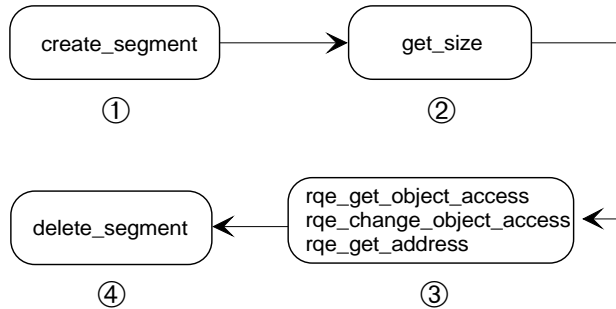 create_segment
get_size
①
②
rqe_get_object_access
rqe_change_object_access
rqe_get_address
delete_segment
④
③